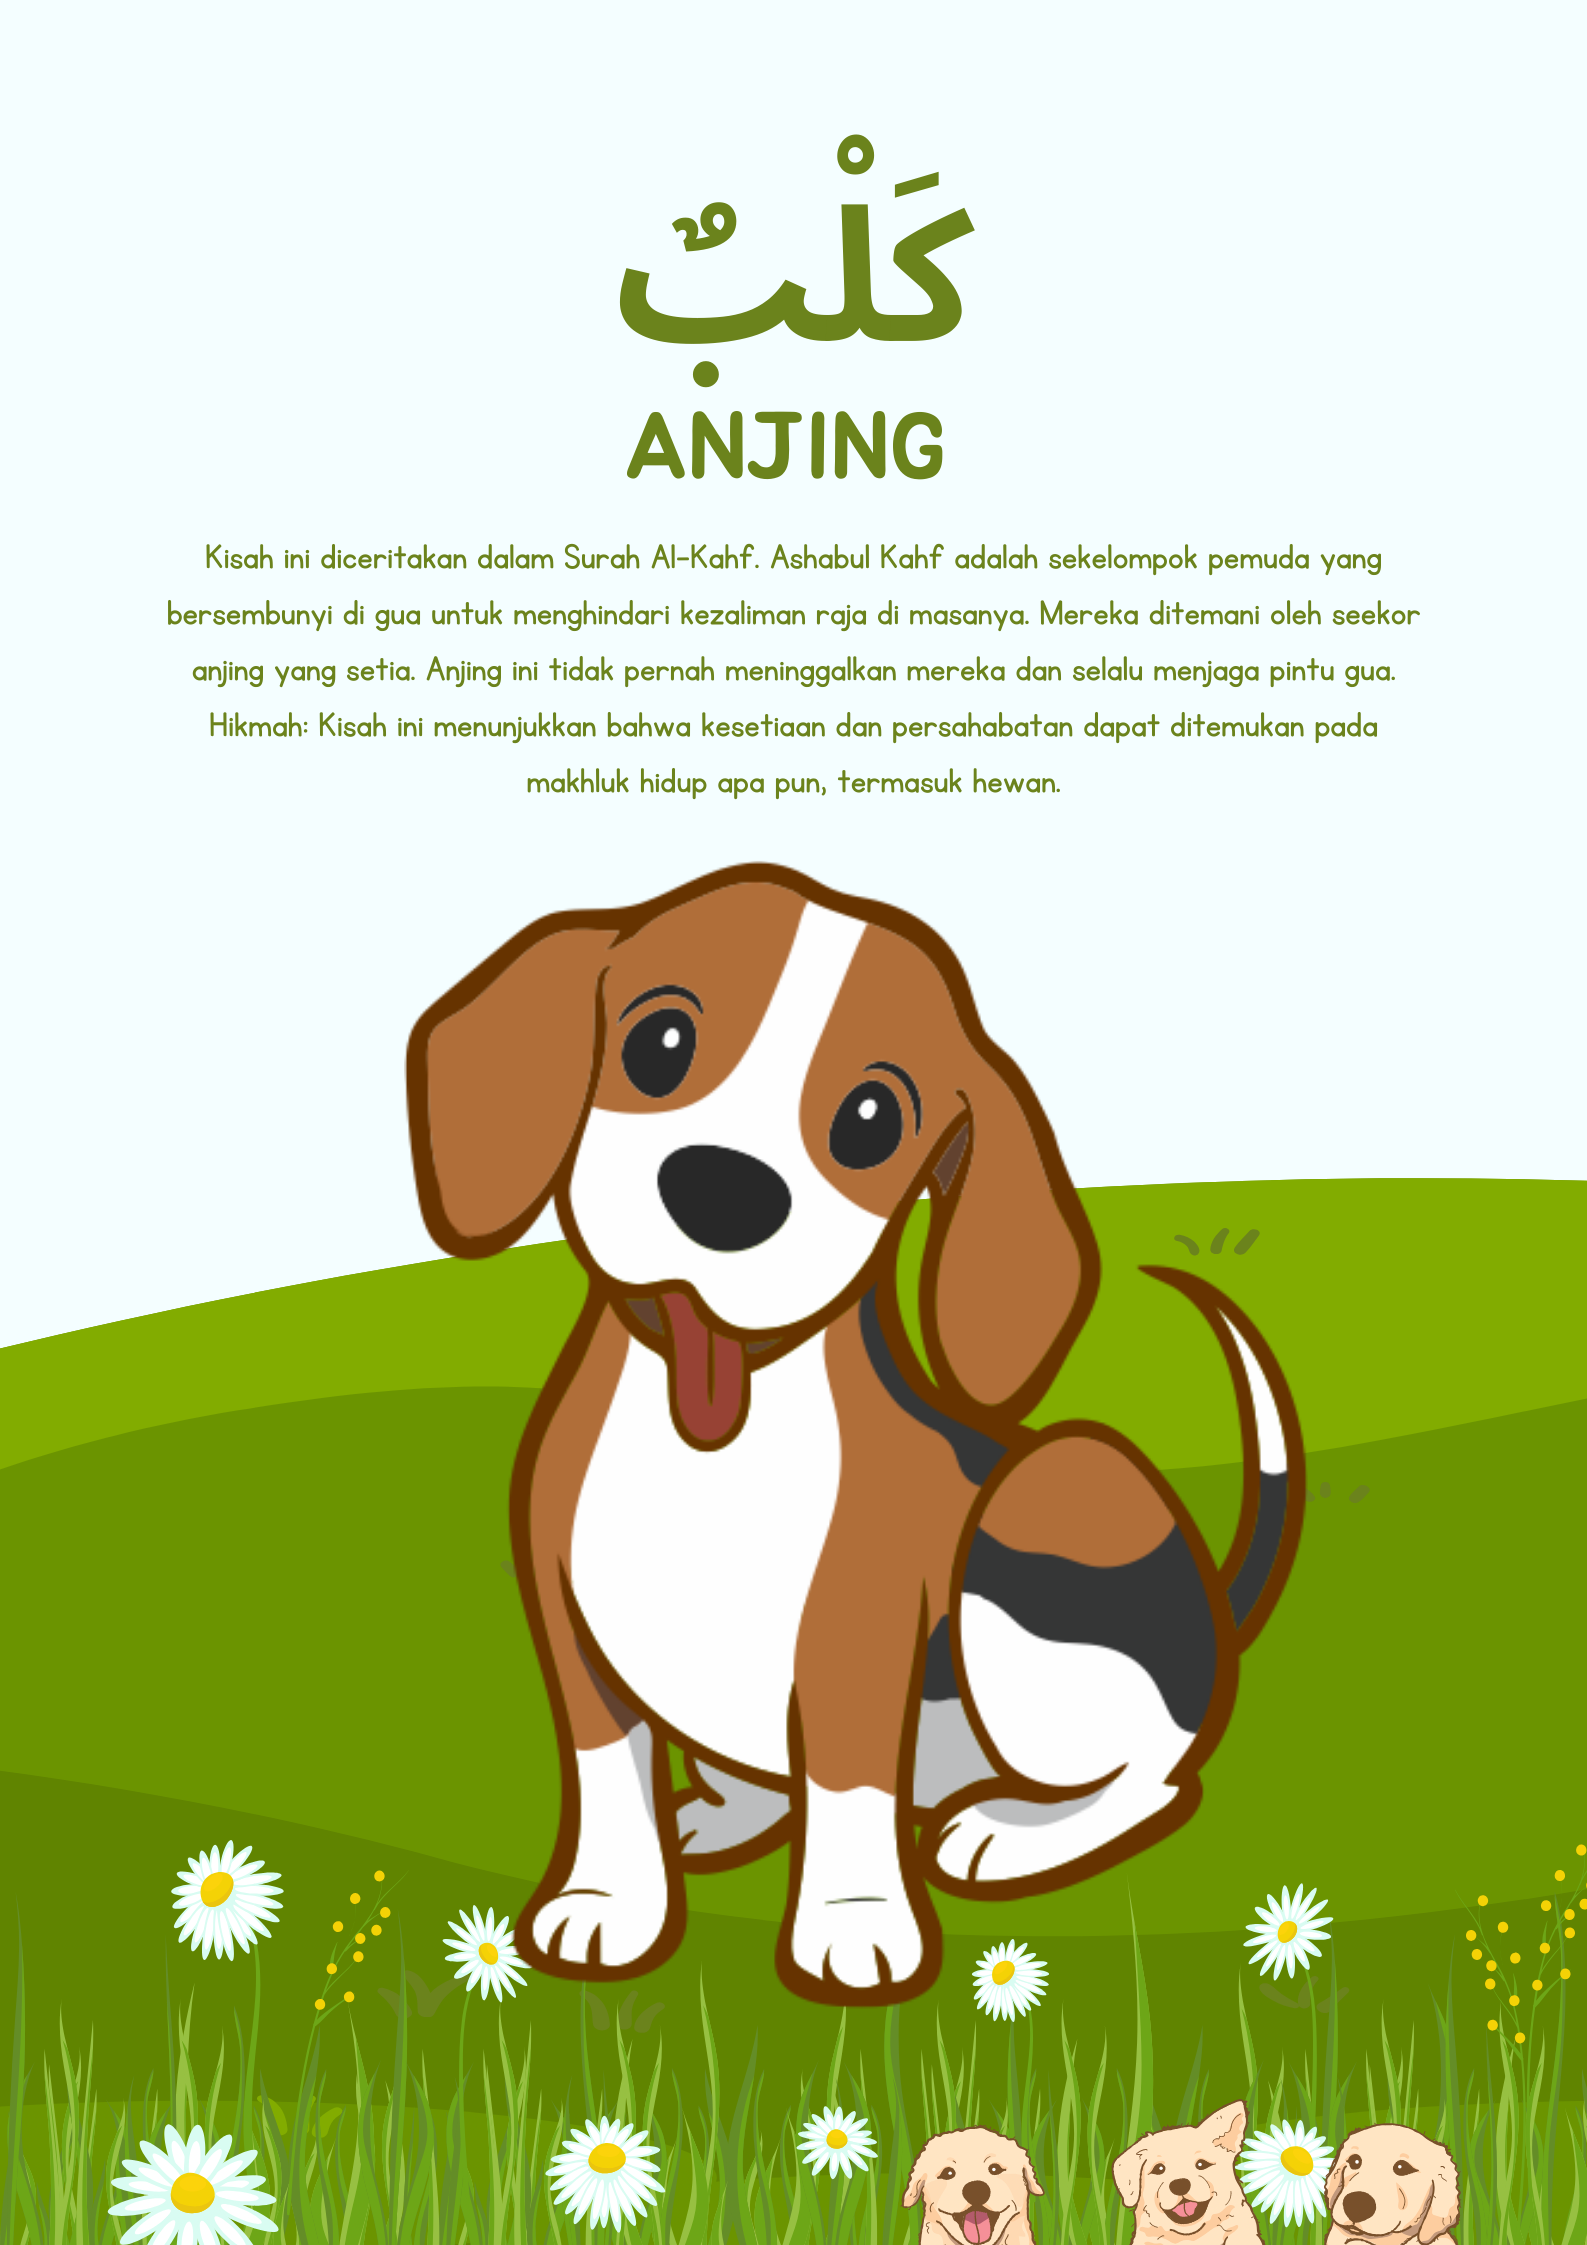 كَلْبٌ
ANJING
Kisah ini diceritakan dalam Surah Al-Kahf. Ashabul Kahf adalah sekelompok pemuda yang
bersembunyi di gua untuk menghindari kezaliman raja di masanya. Mereka ditemani oleh seekor
anjing yang setia. Anjing ini tidak pernah meninggalkan mereka dan selalu menjaga pintu gua.
Hikmah: Kisah ini menunjukkan bahwa kesetiaan dan persahabatan dapat ditemukan pada
makhluk hidup apa pun, termasuk hewan.